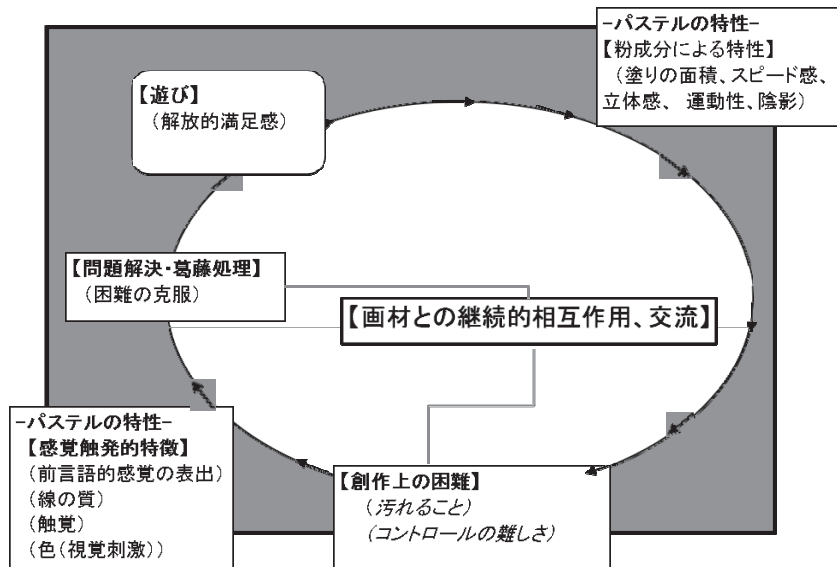 -パステルの特性-
【粉成分による特性】
（塗りの面積、スピード感、
立体感、 運動性、陰影）
【遊び】
（解放的満足感）
【問題解決・葛藤処理】
（困難の克服）
【画材との継続的相互作用、交流】
-パステルの特性-
【感覚触発的特徴】
（前言語的感覚の表出）
（線の質）
（触覚）
（色（視覚刺激））
【創作上の困難】
（汚れること）
（コントロールの難しさ）